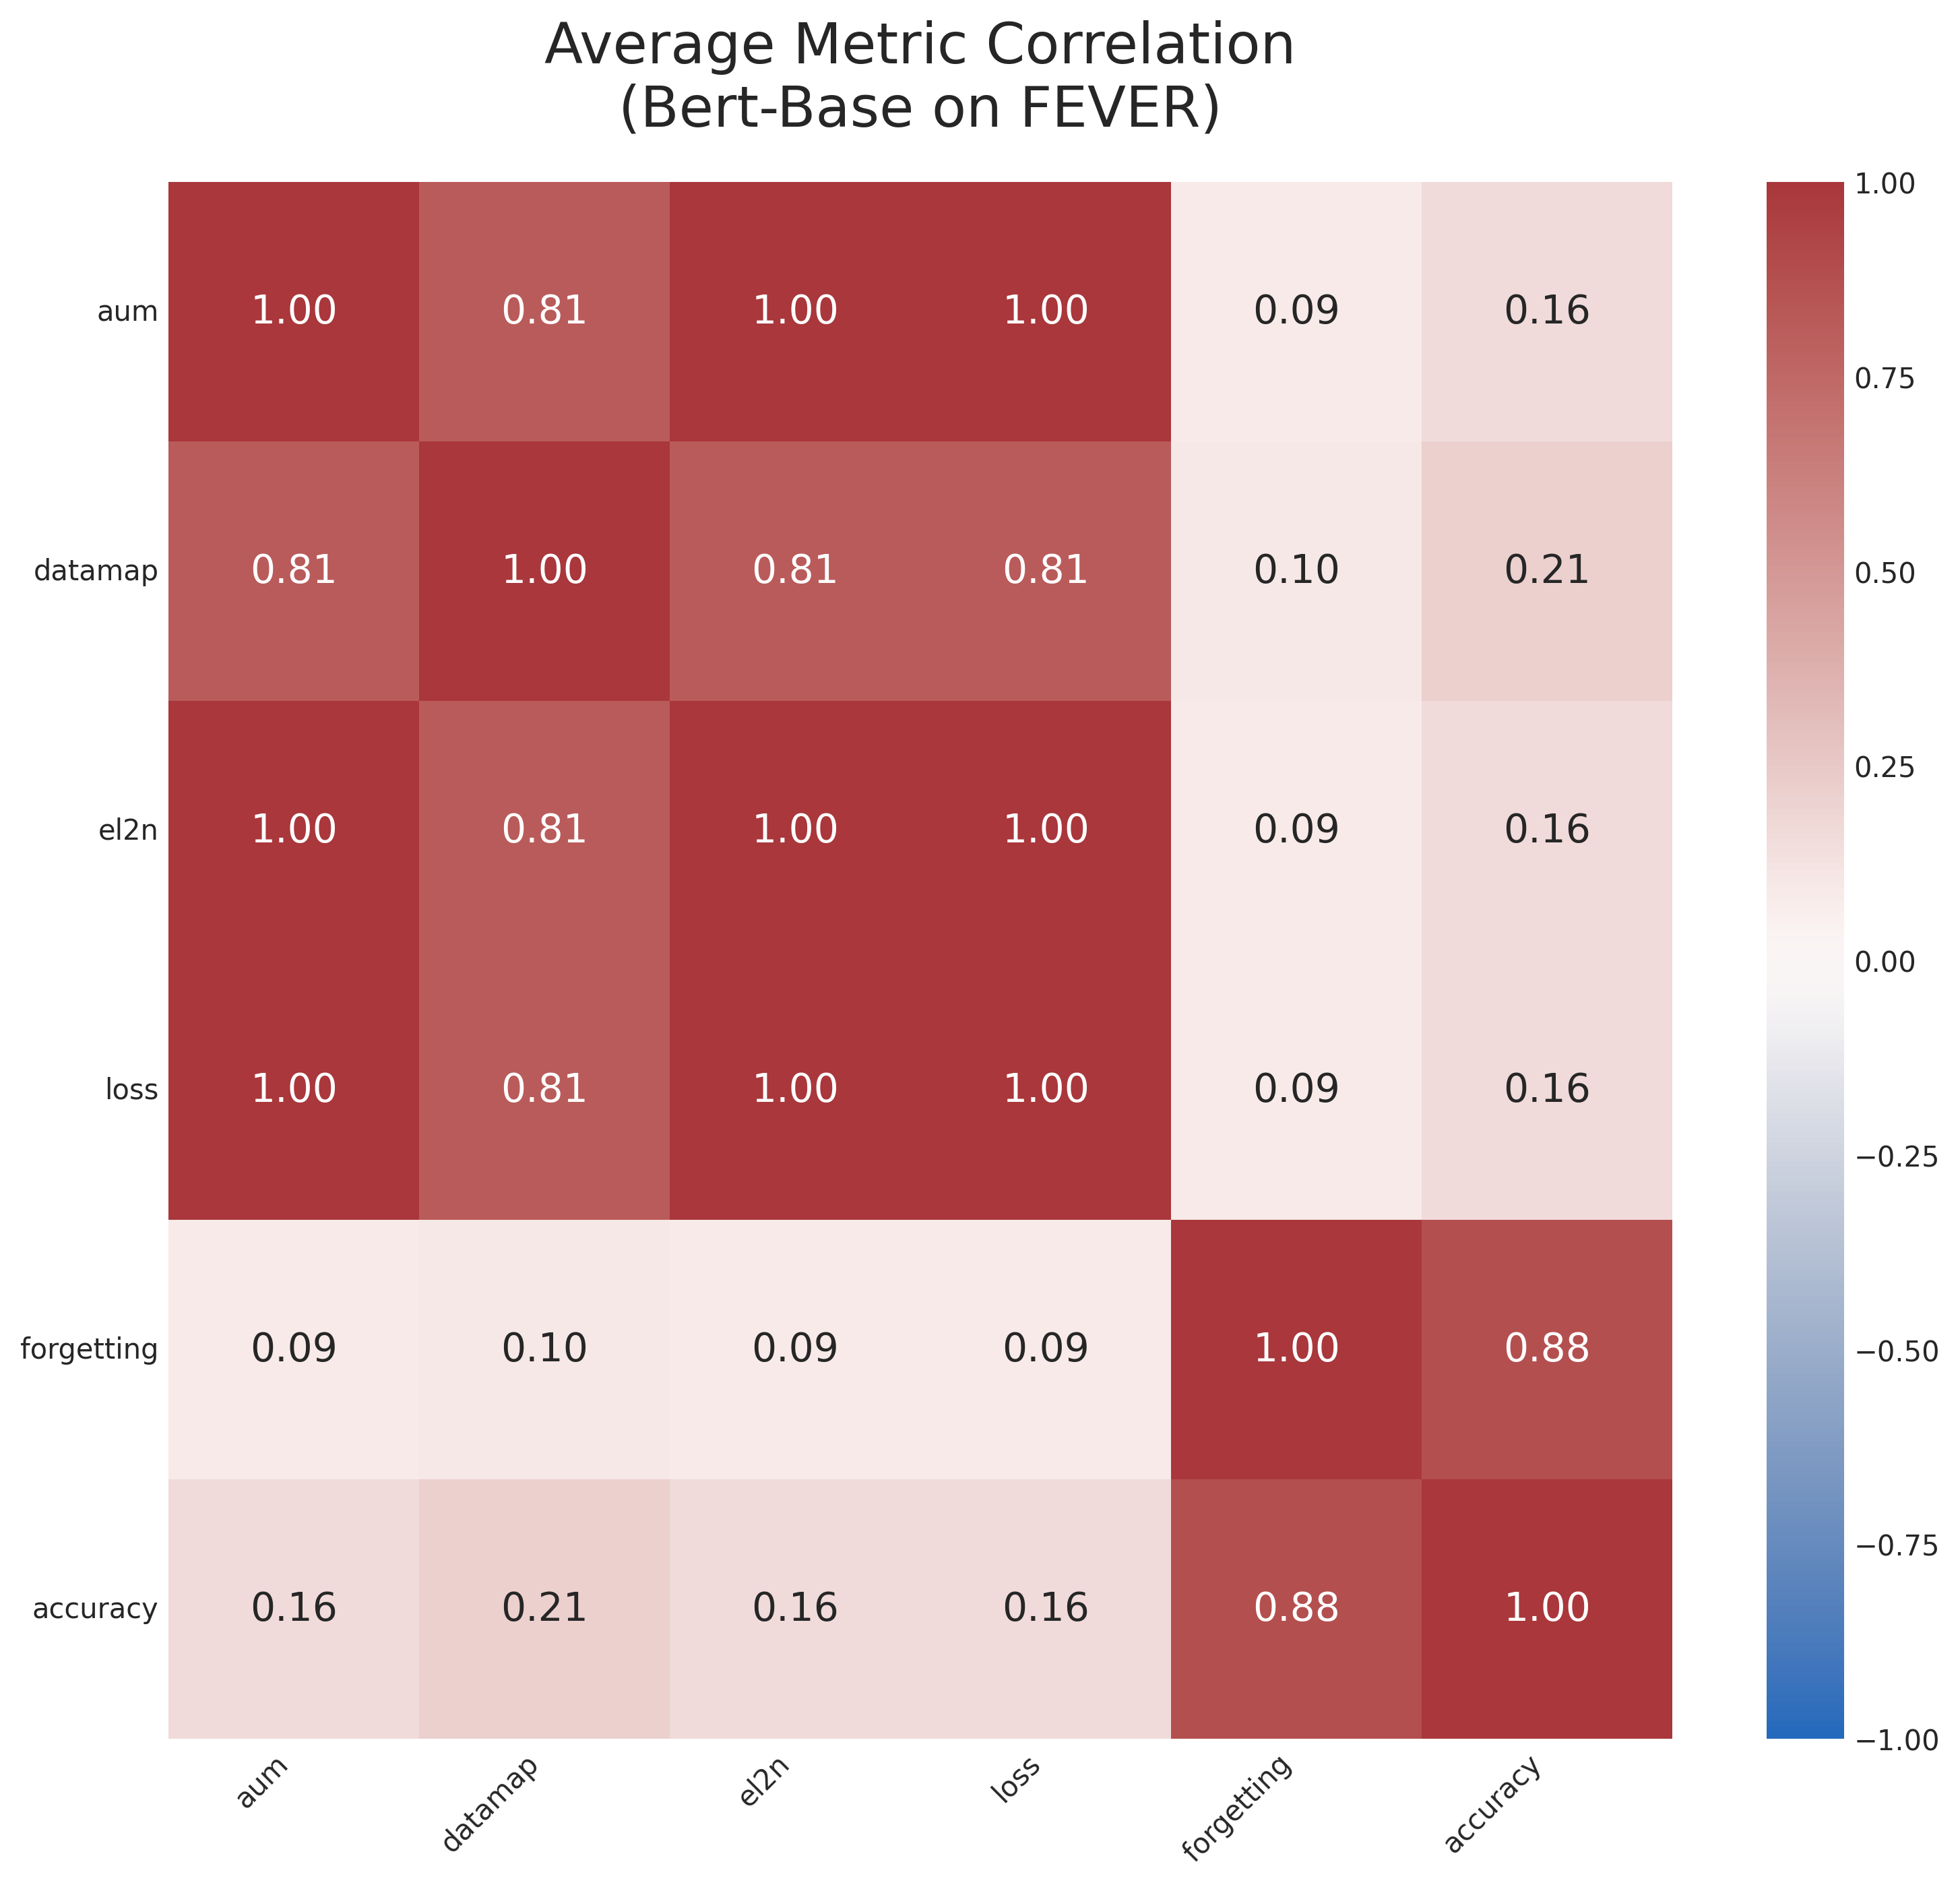 Average Metric Correlation
(Bert-Base on FEVER)
aum 1.00 0.81 1.00 1.00 0.09 0.16
datamap 0.81 1.00 0.81 0.81 0.10 0.21
el2n 1.00 0.81 1.00 1.00 0.09 0.16
loss 1.00 0.81 1.00 1.00 0.09 0.16
forgetting 0.09 0.10 0.09 0.09 1.00 0.88
accuracy 0.16 0.21 0.16 0.16 0.88 1.00
aum datamap el2n loss forgetting accuracy
1.00
0.75
0.50
0.25
0.00
−0.25
−0.50
−0.75
−1.00